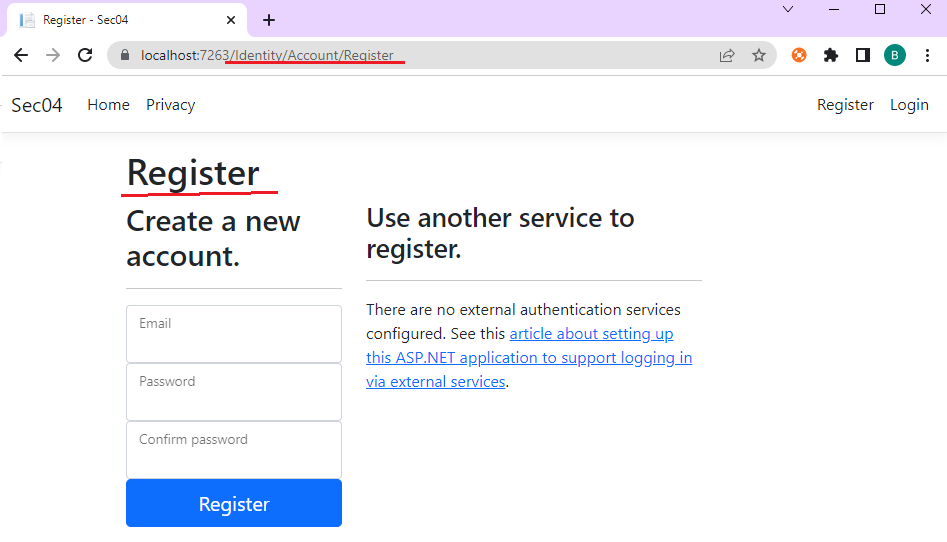 Register - Sec04
localhost:7263/Identity/Account/Register
B
Sec04 Home Privacy Register Login
Register
Create a new
account.
Email
Password
Confirm password
Register
Use another service to
register.
There are no external authentication services
configured. See this article about setting up
this ASP.NET application to support logging in
via external services.